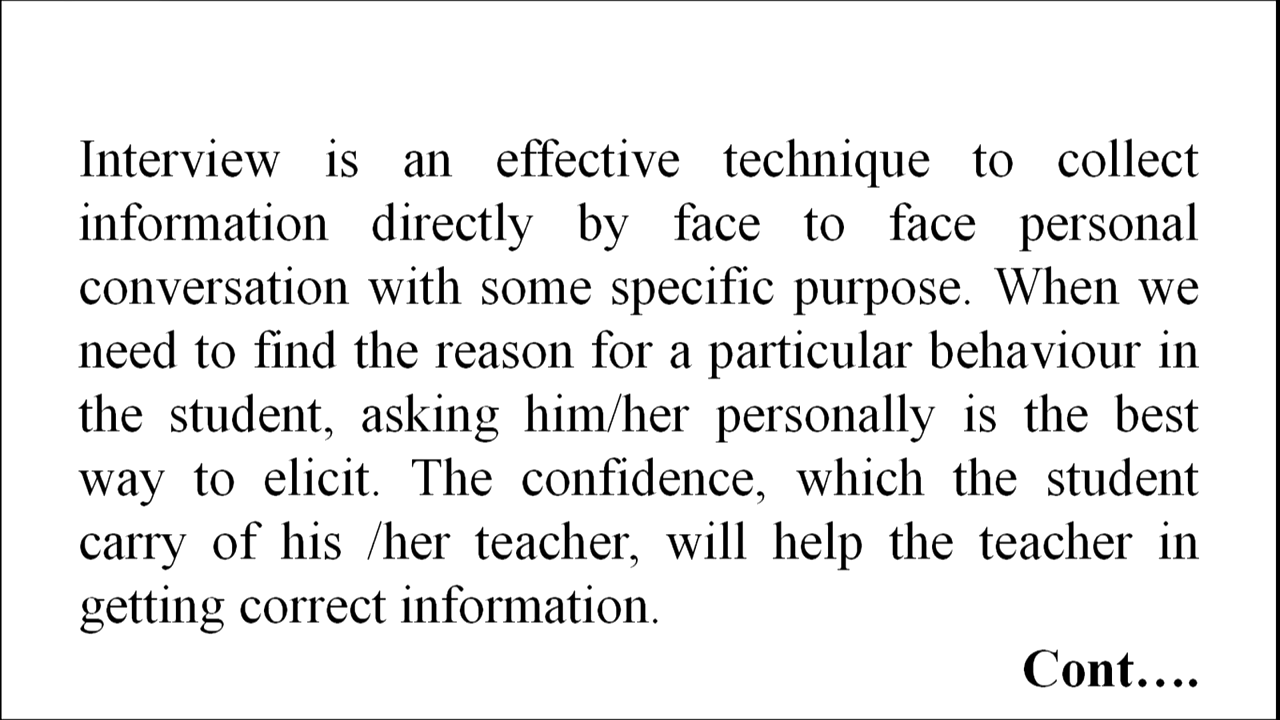 Interview is an effective technique to collect
information directly by face to face personal
conversation with some specific purpose. When we
need to find the reason for a particular behaviour in
the student, asking him/her personally is the best
way to elicit. The confidence, which the student
carry of his /her teacher, will help the teacher in
getting correct information.
Cont….